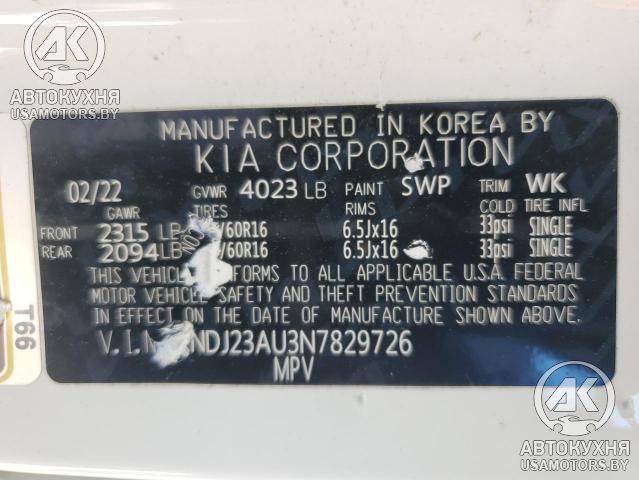 AK
АВТОКУХНЯ
USAMOTORS.BY
MANUFACTURED IN KOREA BY
KIA CORPORATION
02/22 GVWR 4023 LB PAINT SWP TRIM WK
GAWR TIRES RIMS COLD TIRE INFL
FRONT 2315 LB /60R16 6.5Jx16 33psi SINGLE
REAR 2094 LB /60R16 6.5Jx16 33psi SINGLE
THIS VEHICLE FORMS TO ALL APPLICABLE U.S.A. FEDERAL
MOTOR VEHICLE SAFETY AND THEFT PREVENTION STANDARDS
IN EFFECT ON THE DATE OF MANUFACTURE SHOWN ABOVE.
V.I.N NDJ23AU3N7829726
MPV
T66
AK
АВТОКУХНЯ
USAMOTORS.BY